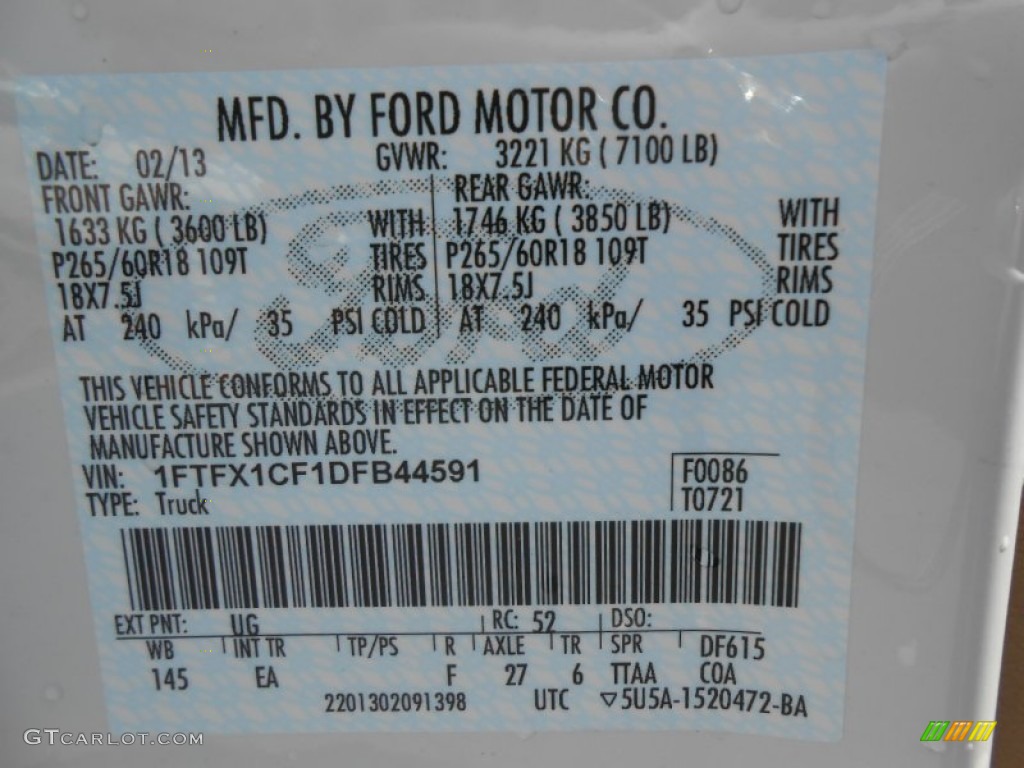 MFD. BY FORD MOTOR CO.
DATE: 02/13 GVWR: 3221 KG ( 7100 LB)
FRONT GAWR: REAR GAWR:
1633 KG ( 3600 LB) WITH 1746 KG ( 3850 LB) WITH
P265/60R18 109T TIRES P265/60R18 109T TIRES
18X7.5J RIMS 18X7.5J RIMS
AT 240 kPa/ 35 PSI COLD AT 240 kPa/ 35 PSI COLD
Ford
THIS VEHICLE CONFORMS TO ALL APPLICABLE FEDERAL MOTOR
VEHICLE SAFETY STANDARDS IN EFFECT ON THE DATE OF
MANUFACTURE SHOWN ABOVE.
VIN: 1FTFX1CF1DFB44591 F0086
TYPE: Truck T0721
EXT PNT: UG RC: 52 DSO:
WB INT TR TP/PS R AXLE TR SPR DF615
145 EA F 27 6 TTAA COA
2201302091398 UTC ▽5U5A-1520472-BA
GTCARLOT.COM